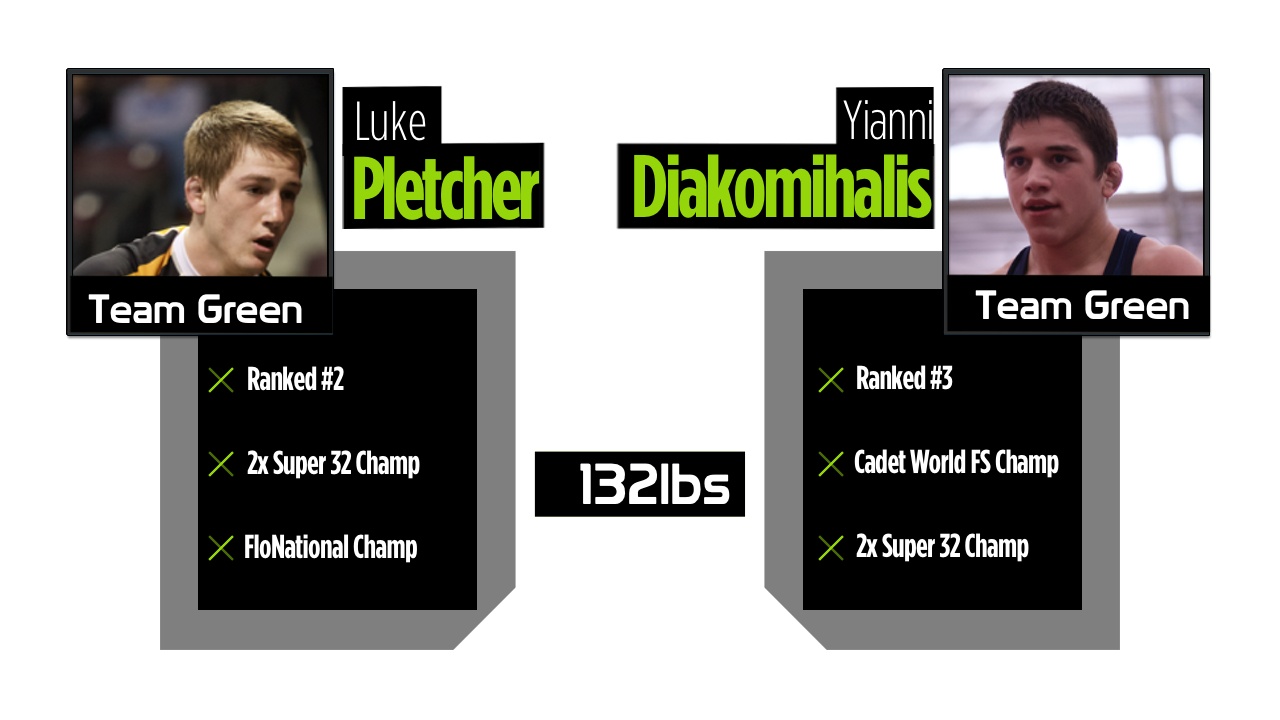 Luke
Pletcher
Team Green
Ranked #2
2x Super 32 Champ
FloNational Champ
132lbs
Yianni
Diakomihalis
Team Green
Ranked #3
Cadet World FS Champ
2x Super 32 Champ